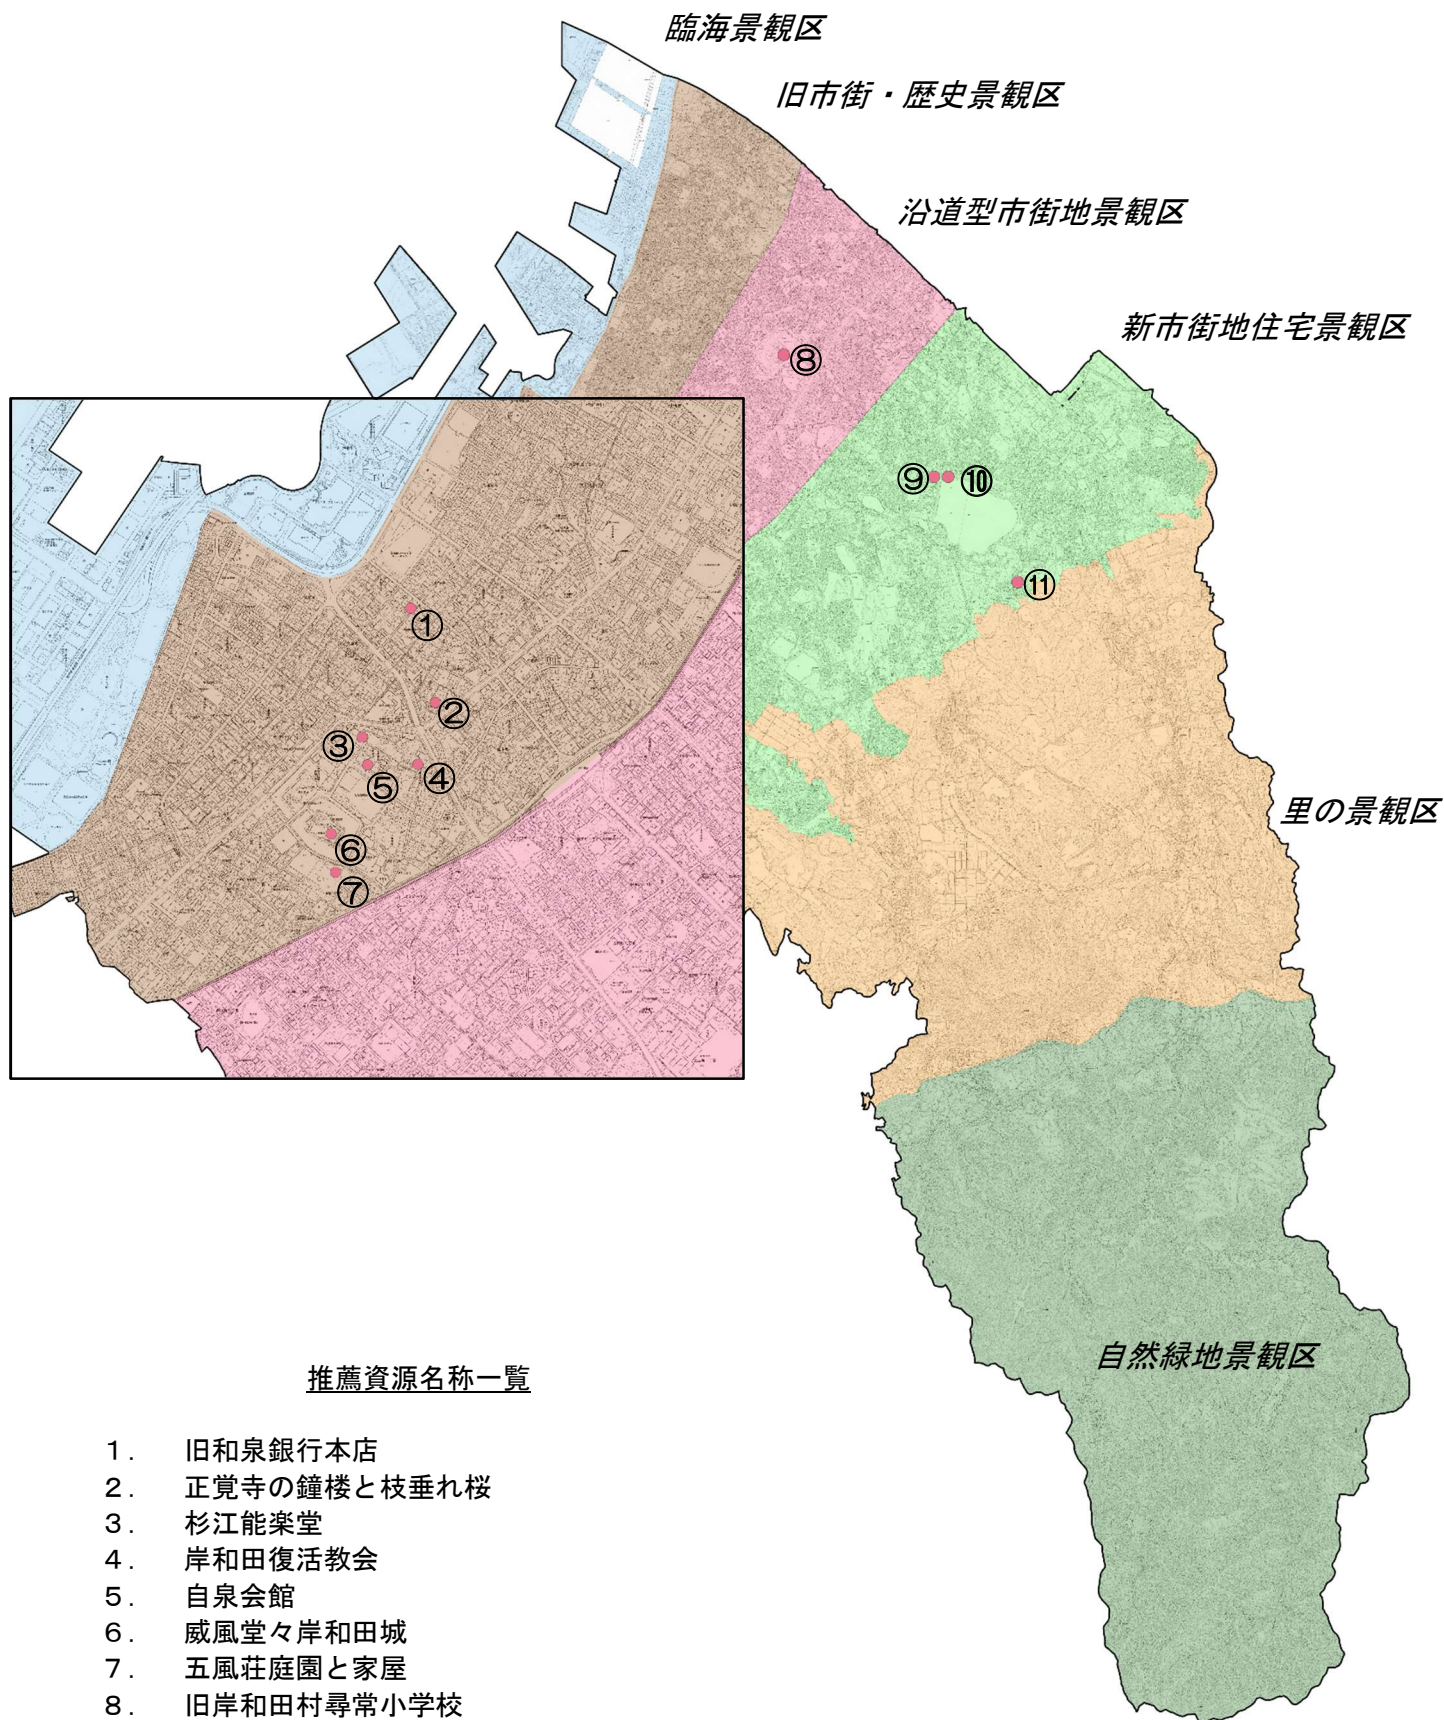 臨海景観区
旧市街・歴史景観区
沿道型市街地景観区
新市街地住宅景観区
⑧
⑨ ⑩
⑪
①
②
③
④
⑤
⑥
⑦
里の景観区
自然緑地景観区
推薦資源名称一覧
１． 旧和泉銀行本店
２． 正覚寺の鐘楼と枝垂れ桜
３． 杉江能楽堂
４． 岸和田復活教会
５． 自泉会館
６． 威風堂々岸和田城
７． 五風荘庭園と家屋
８． 旧岸和田村尋常小学校